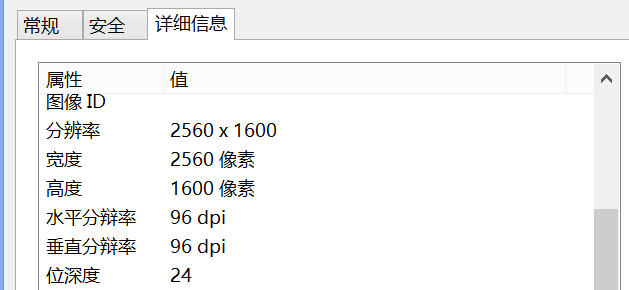 常规 安全 详细信息
属性 值
图像 ID
分辨率 2560 x 1600
宽度 2560 像素
高度 1600 像素
水平分辩率 96 dpi
垂直分辩率 96 dpi
位深度 24